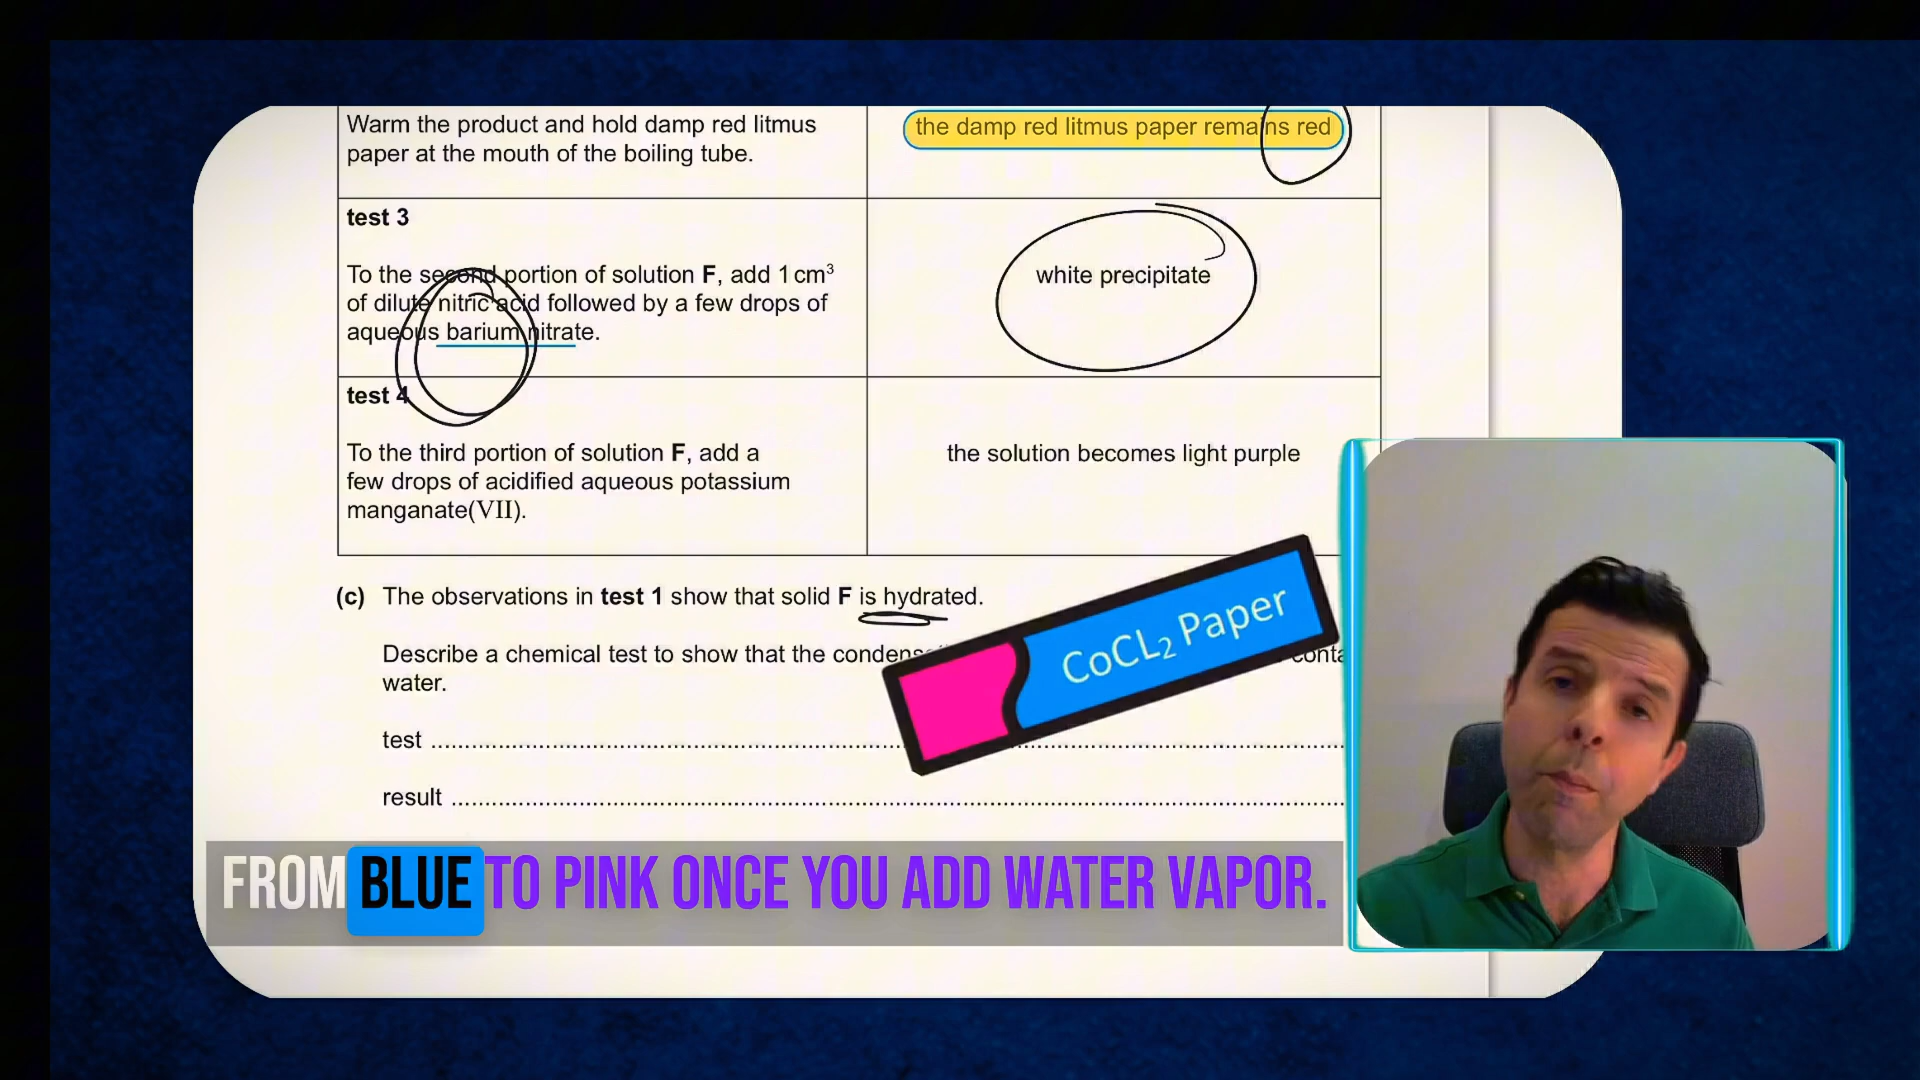 Warm the product and hold damp red litmus
paper at the mouth of the boiling tube.
the damp red litmus paper remains red
test 3
To the second portion of solution F, add 1 cm³
of dilute nitric acid followed by a few drops of
aqueous barium nitrate.
white precipitate
test 4
To the third portion of solution F, add a
few drops of acidified aqueous potassium
manganate(VII).
the solution becomes light purple
(c) The observations in test 1 show that solid F is hydrated.
Describe a chemical test to show that the
water.
CoCL₂ Paper
test
result
FROM BLUE TO PINK ONCE YOU ADD WATER VAPOR.